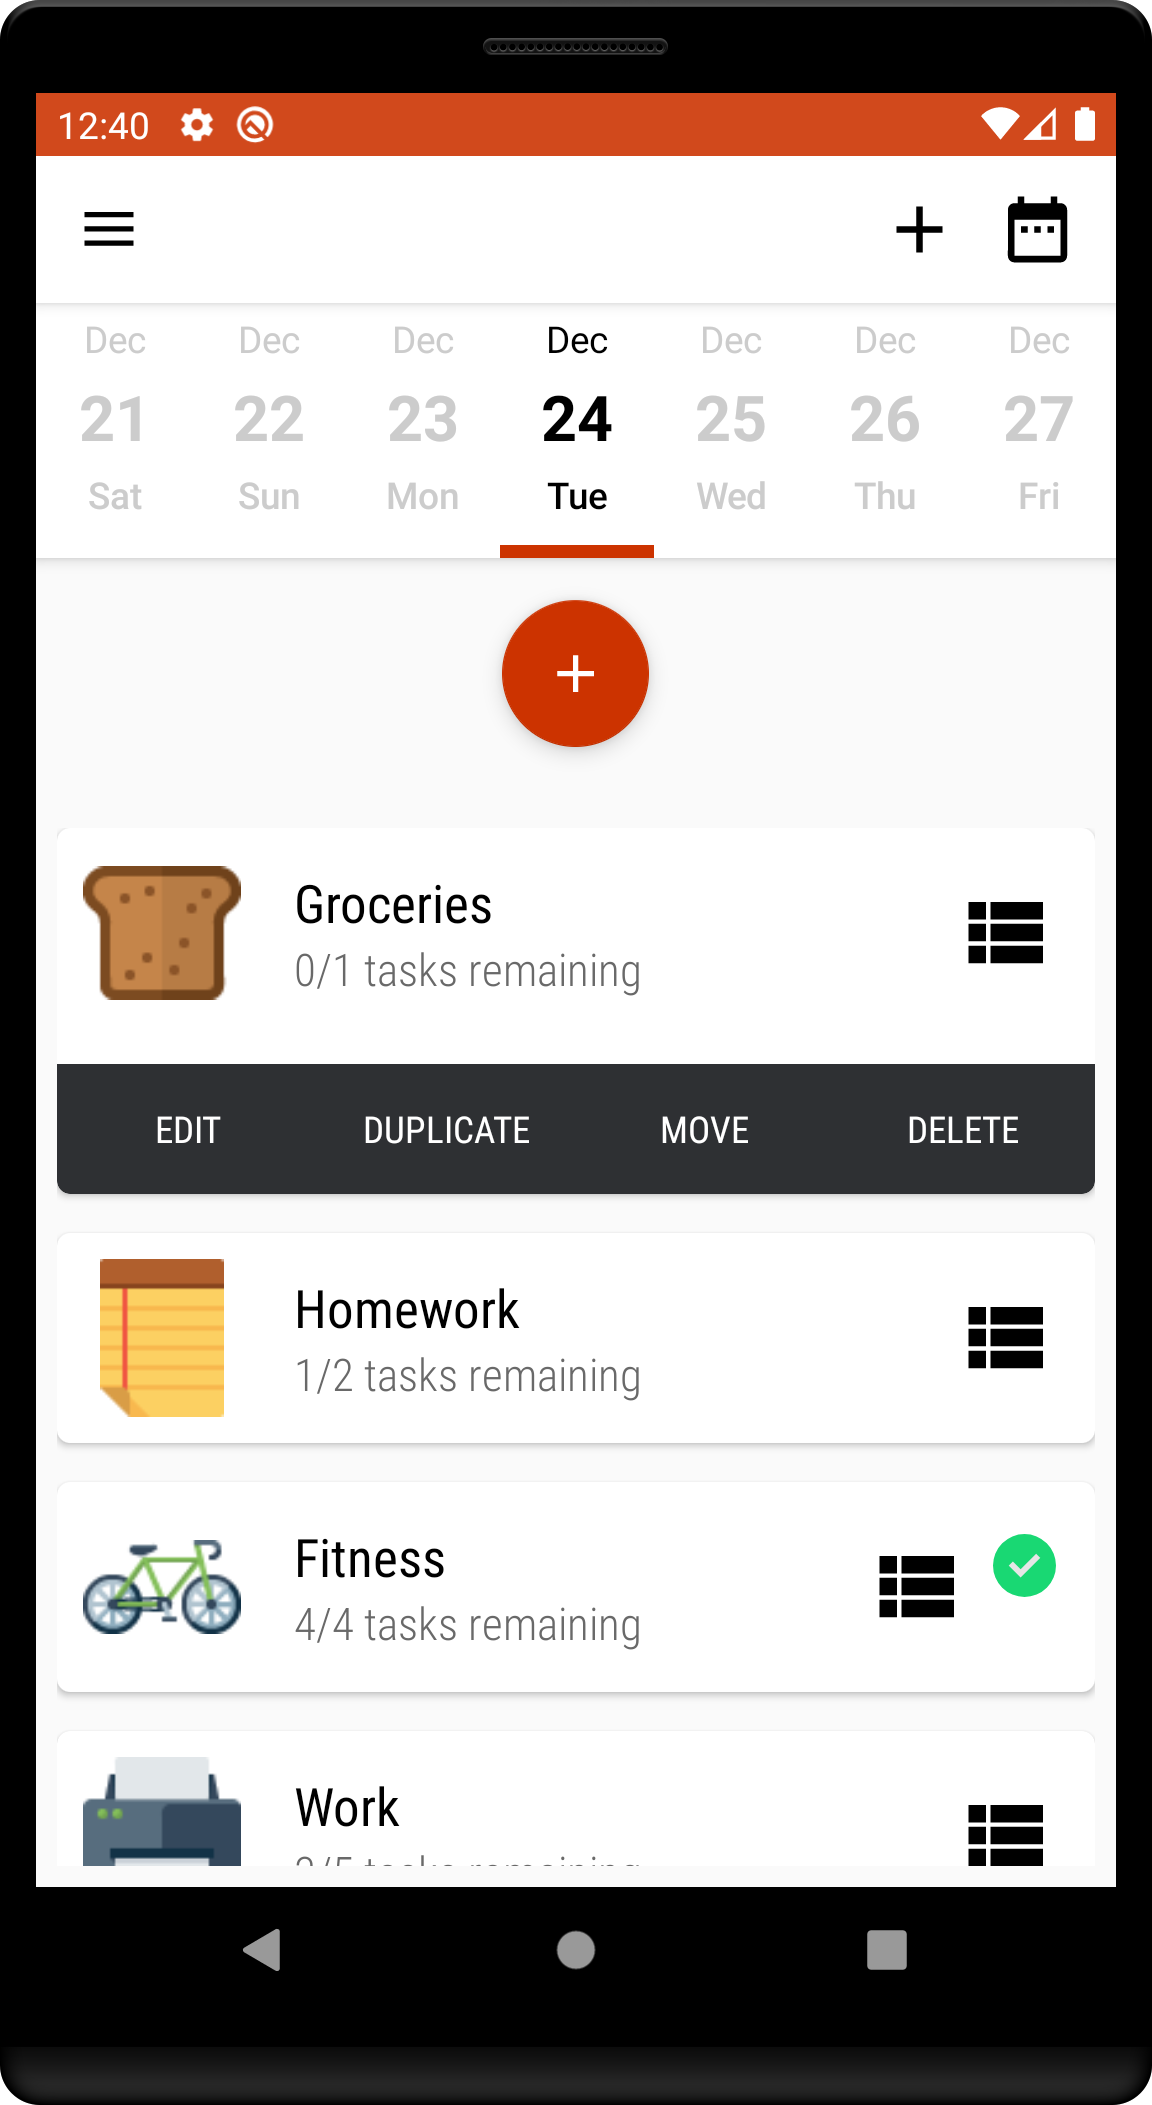 12:40
Dec Dec Dec Dec Dec Dec Dec
21 22 23 24 25 26 27
Sat Sun Mon Tue Wed Thu Fri
Groceries
0/1 tasks remaining
EDIT DUPLICATE MOVE DELETE
Homework
1/2 tasks remaining
Fitness
4/4 tasks remaining
Work
tasks remaining